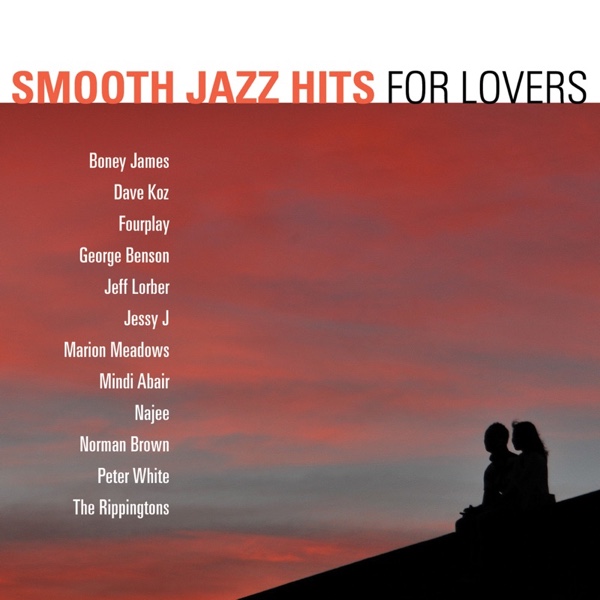 SMOOTH JAZZ HITS FOR LOVERS
Boney James
Dave Koz
Fourplay
George Benson
Jeff Lorber
Jessy J
Marion Meadows
Mindi Abair
Najee
Norman Brown
Peter White
The Rippingtons